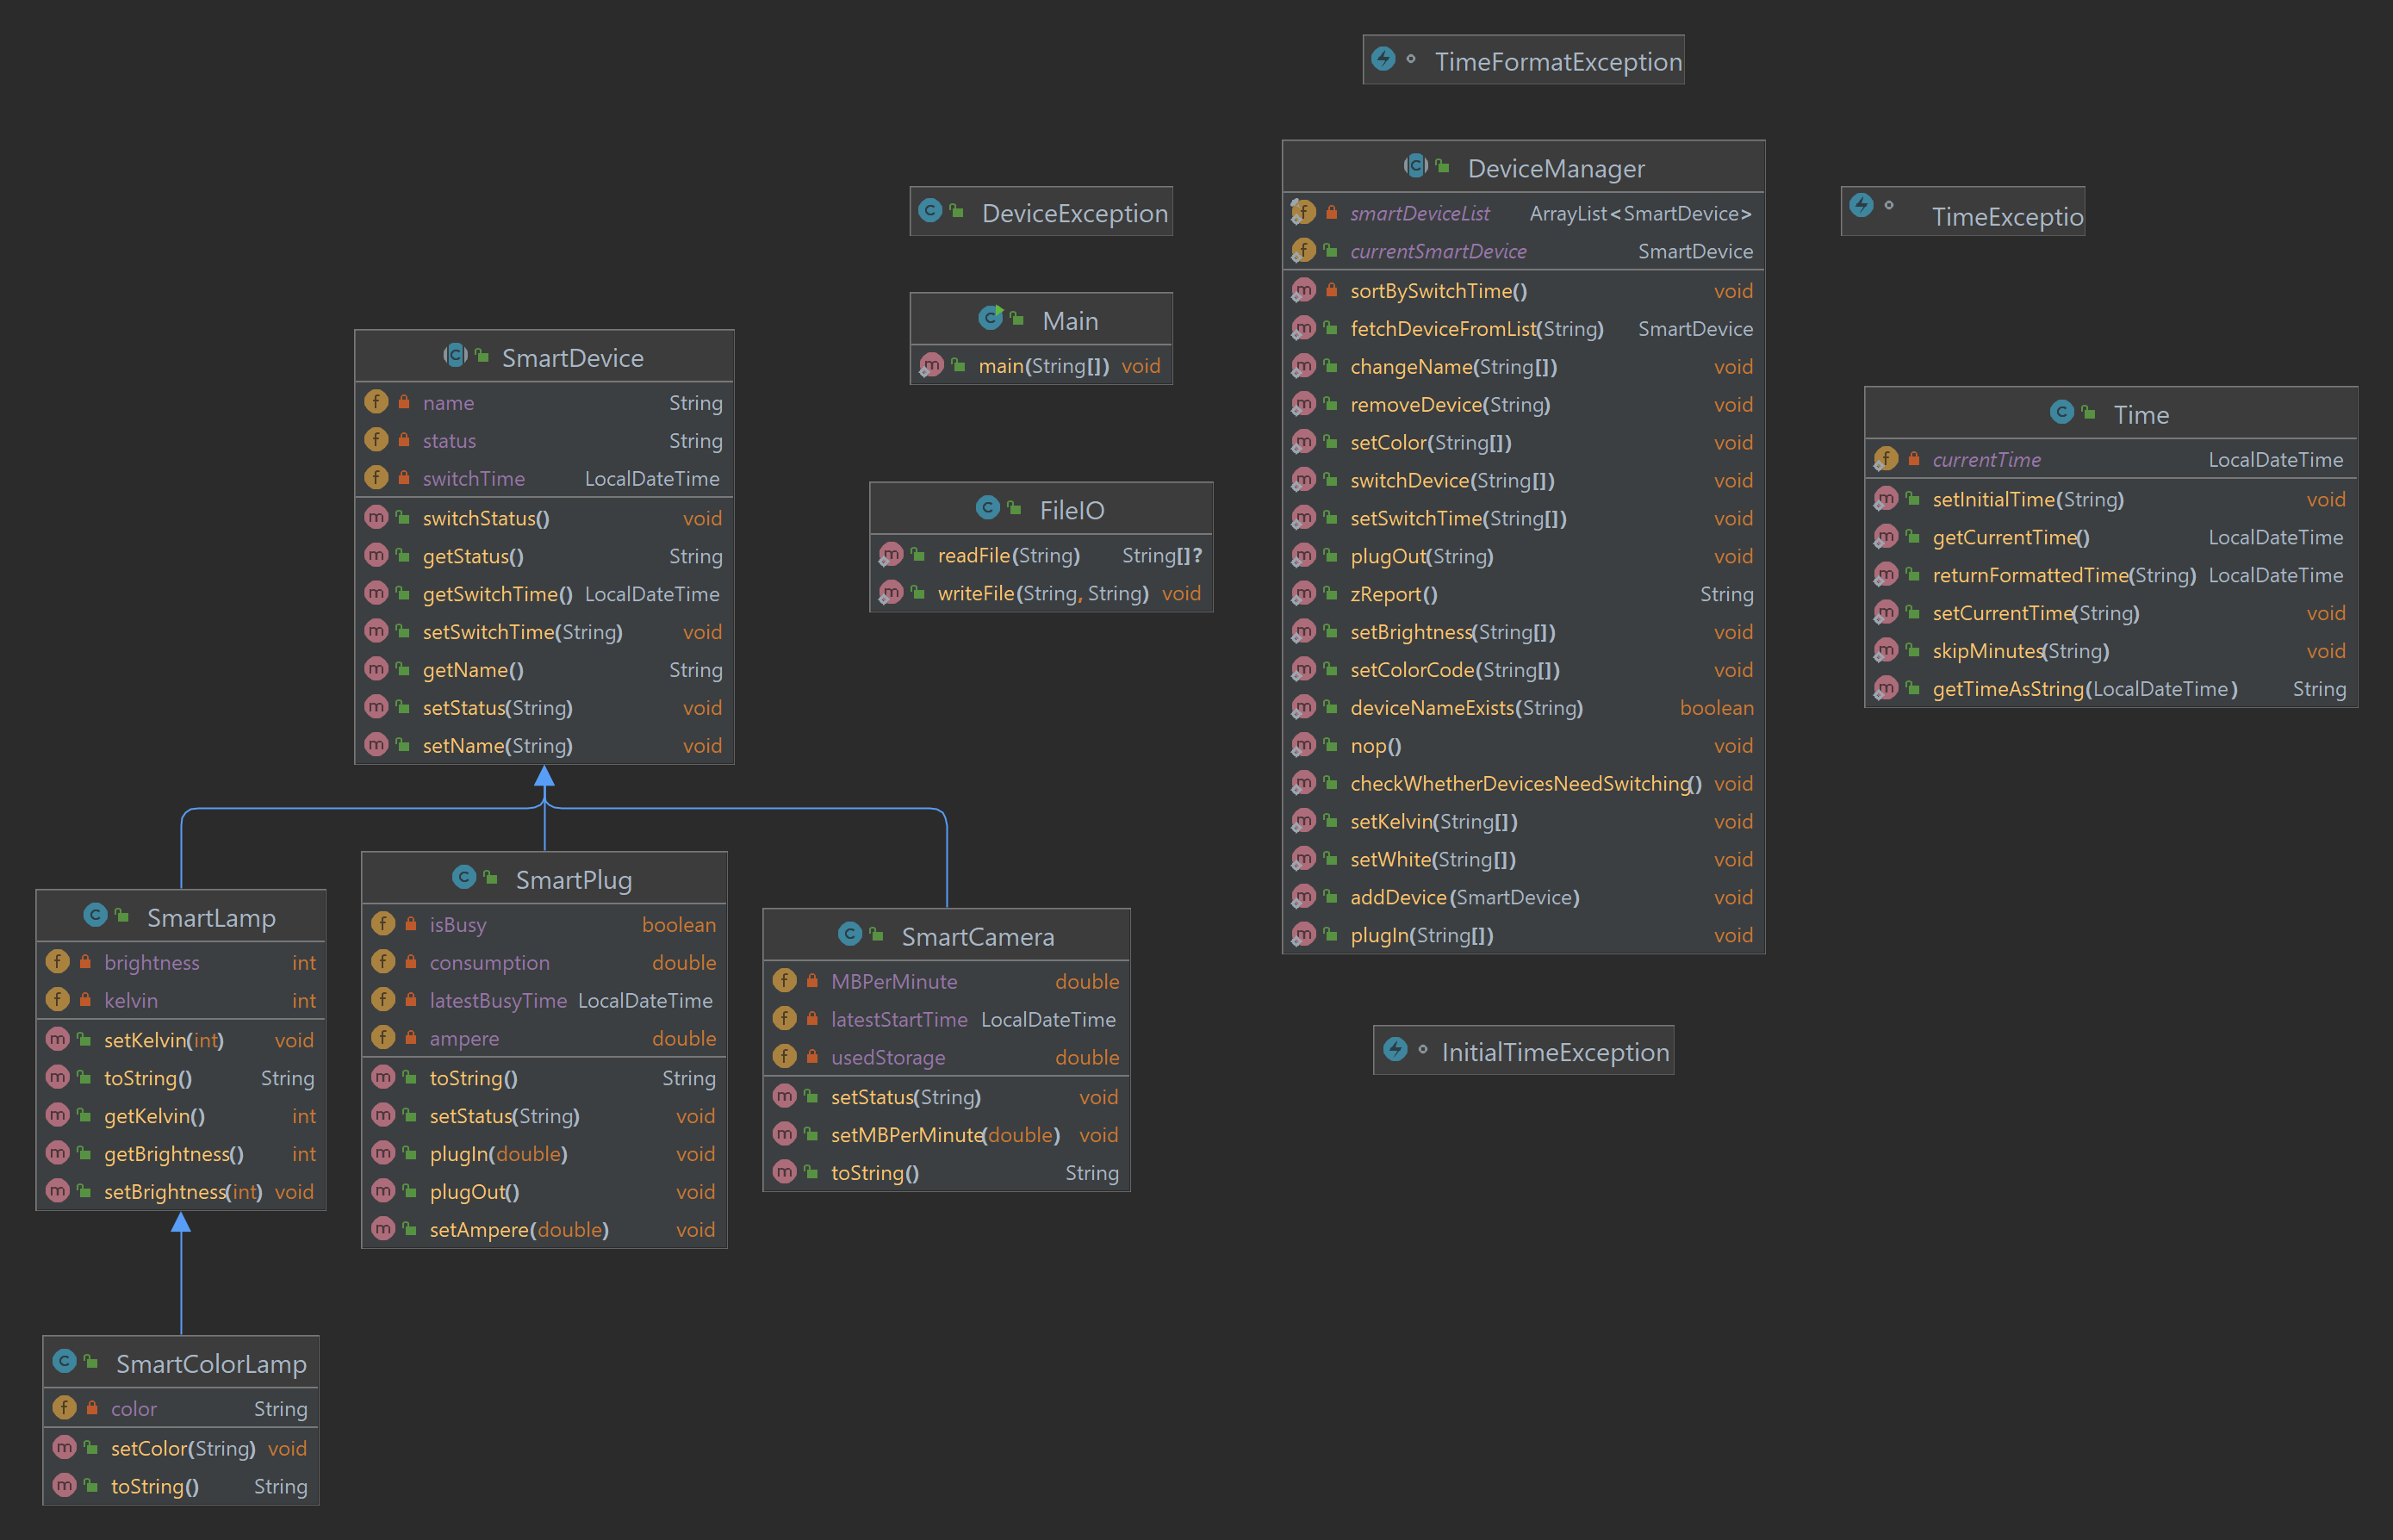 TimeFormatException
DeviceException
TimeExceptio
DeviceManager
smartDeviceList ArrayList<SmartDevice>
currentSmartDevice SmartDevice
sortBySwitchTime() void
fetchDeviceFromList(String) SmartDevice
changeName(String[]) void
removeDevice(String) void
setColor(String[]) void
switchDevice(String[]) void
setSwitchTime(String[]) void
plugOut(String) void
zReport() String
setBrightness(String[]) void
setColorCode(String[]) void
deviceNameExists(String) boolean
nop() void
checkWhetherDevicesNeedSwitching() void
setKelvin(String[]) void
setWhite(String[]) void
addDevice(SmartDevice) void
plugIn(String[]) void
Main
main(String[]) void
SmartDevice
name String
status String
switchTime LocalDateTime
switchStatus() void
getStatus() String
getSwitchTime() LocalDateTime
setSwitchTime(String) void
getName() String
setStatus(String) void
setName(String) void
Time
currentTime LocalDateTime
setInitialTime(String) void
getCurrentTime() LocalDateTime
returnFormattedTime(String) LocalDateTime
setCurrentTime(String) void
skipMinutes(String) void
getTimeAsString(LocalDateTime) String
FileIO
readFile(String) String[]?
writeFile(String, String) void
SmartLamp
brightness int
kelvin int
setKelvin(int) void
toString() String
getKelvin() int
getBrightness() int
setBrightness(int) void
SmartPlug
isBusy boolean
consumption double
latestBusyTime LocalDateTime
ampere double
toString() String
setStatus(String) void
plugIn(double) void
plugOut() void
setAmpere(double) void
SmartCamera
MBPerMinute double
latestStartTime LocalDateTime
usedStorage double
setStatus(String) void
setMBPerMinute(double) void
toString() String
InitialTimeException
SmartColorLamp
color String
setColor(String) void
toString() String